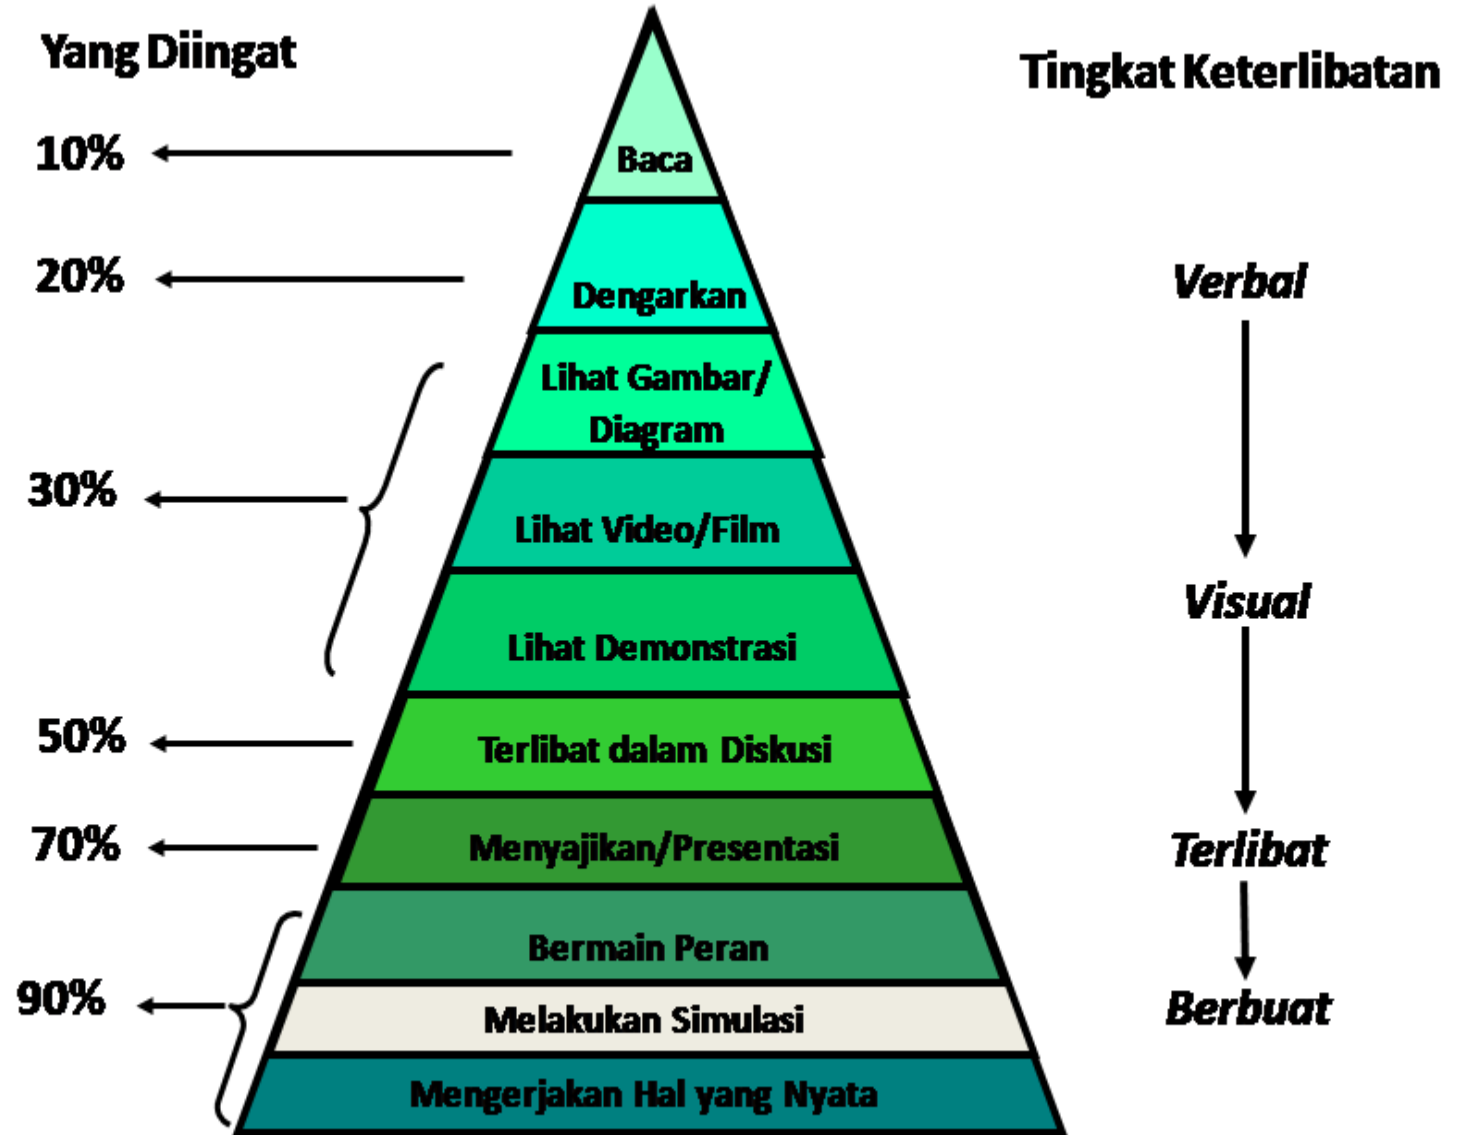 Yang Diingat
Tingkat Keterlibatan
10%
Baca
20%
Dengarkan
Verbal
Lihat Gambar/
Diagram
30%
Lihat Video/Film
Visual
Lihat Demonstrasi
50%
Terlibat dalam Diskusi
70%
Menyajikan/Presentasi
Terlibat
Bermain Peran
90%
Melakukan Simulasi
Berbuat
Mengerjakan Hal yang Nyata